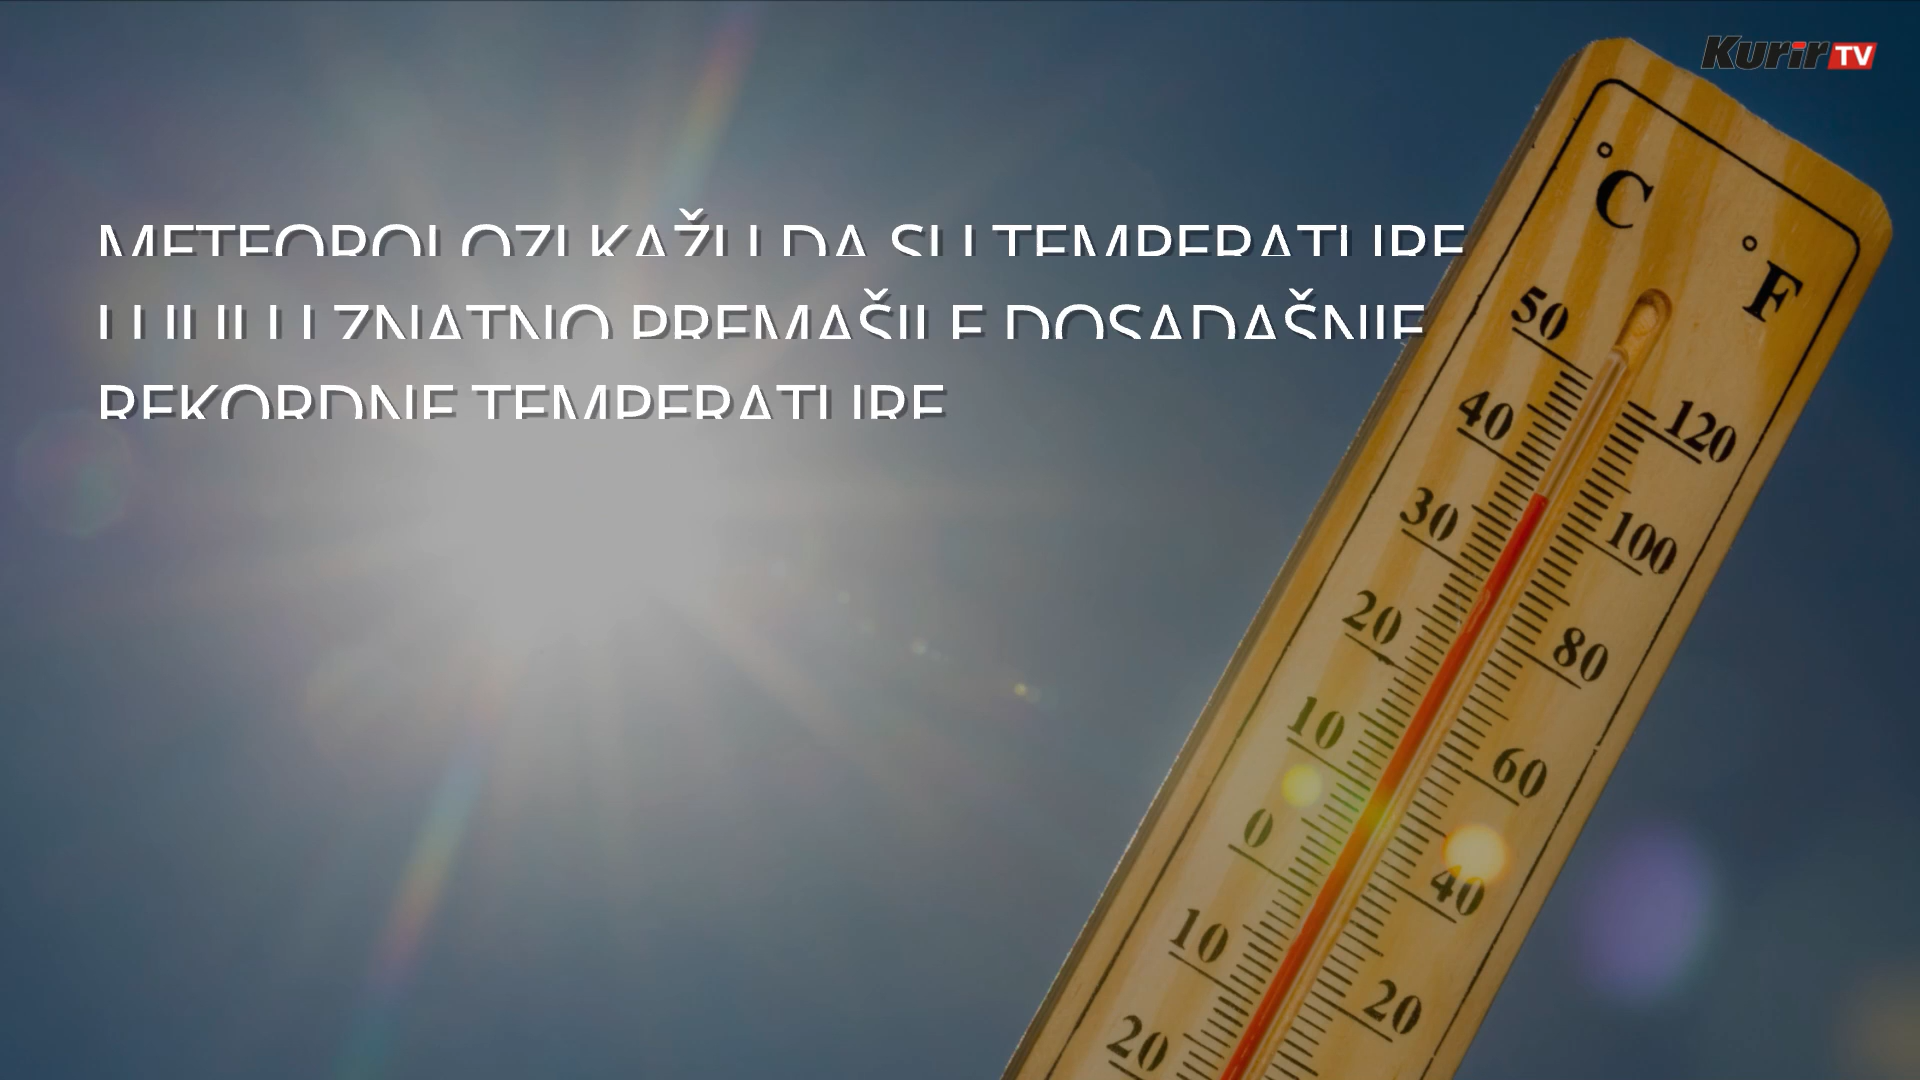 Kurir TV
METEOROLOZI KAŽU DA SU TEMPERATURE
U JULU ZNATNO PREMAŠILE DOSADAŠNJE
REKORDNE TEMPERATURE
°C
°F
50
40
120
30
100
20
80
10
60
0
40
10
20
20